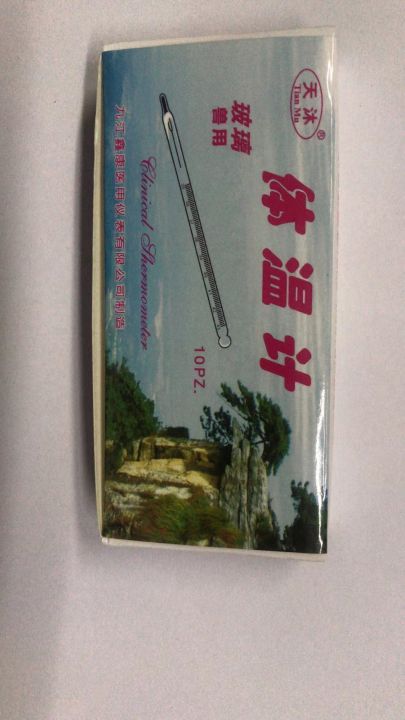 天沐
Tian Mu
®
玻璃
兽用
体温计
Clinical Thermometer
10PZ.
九江鑫康医用仪表有限公司制造